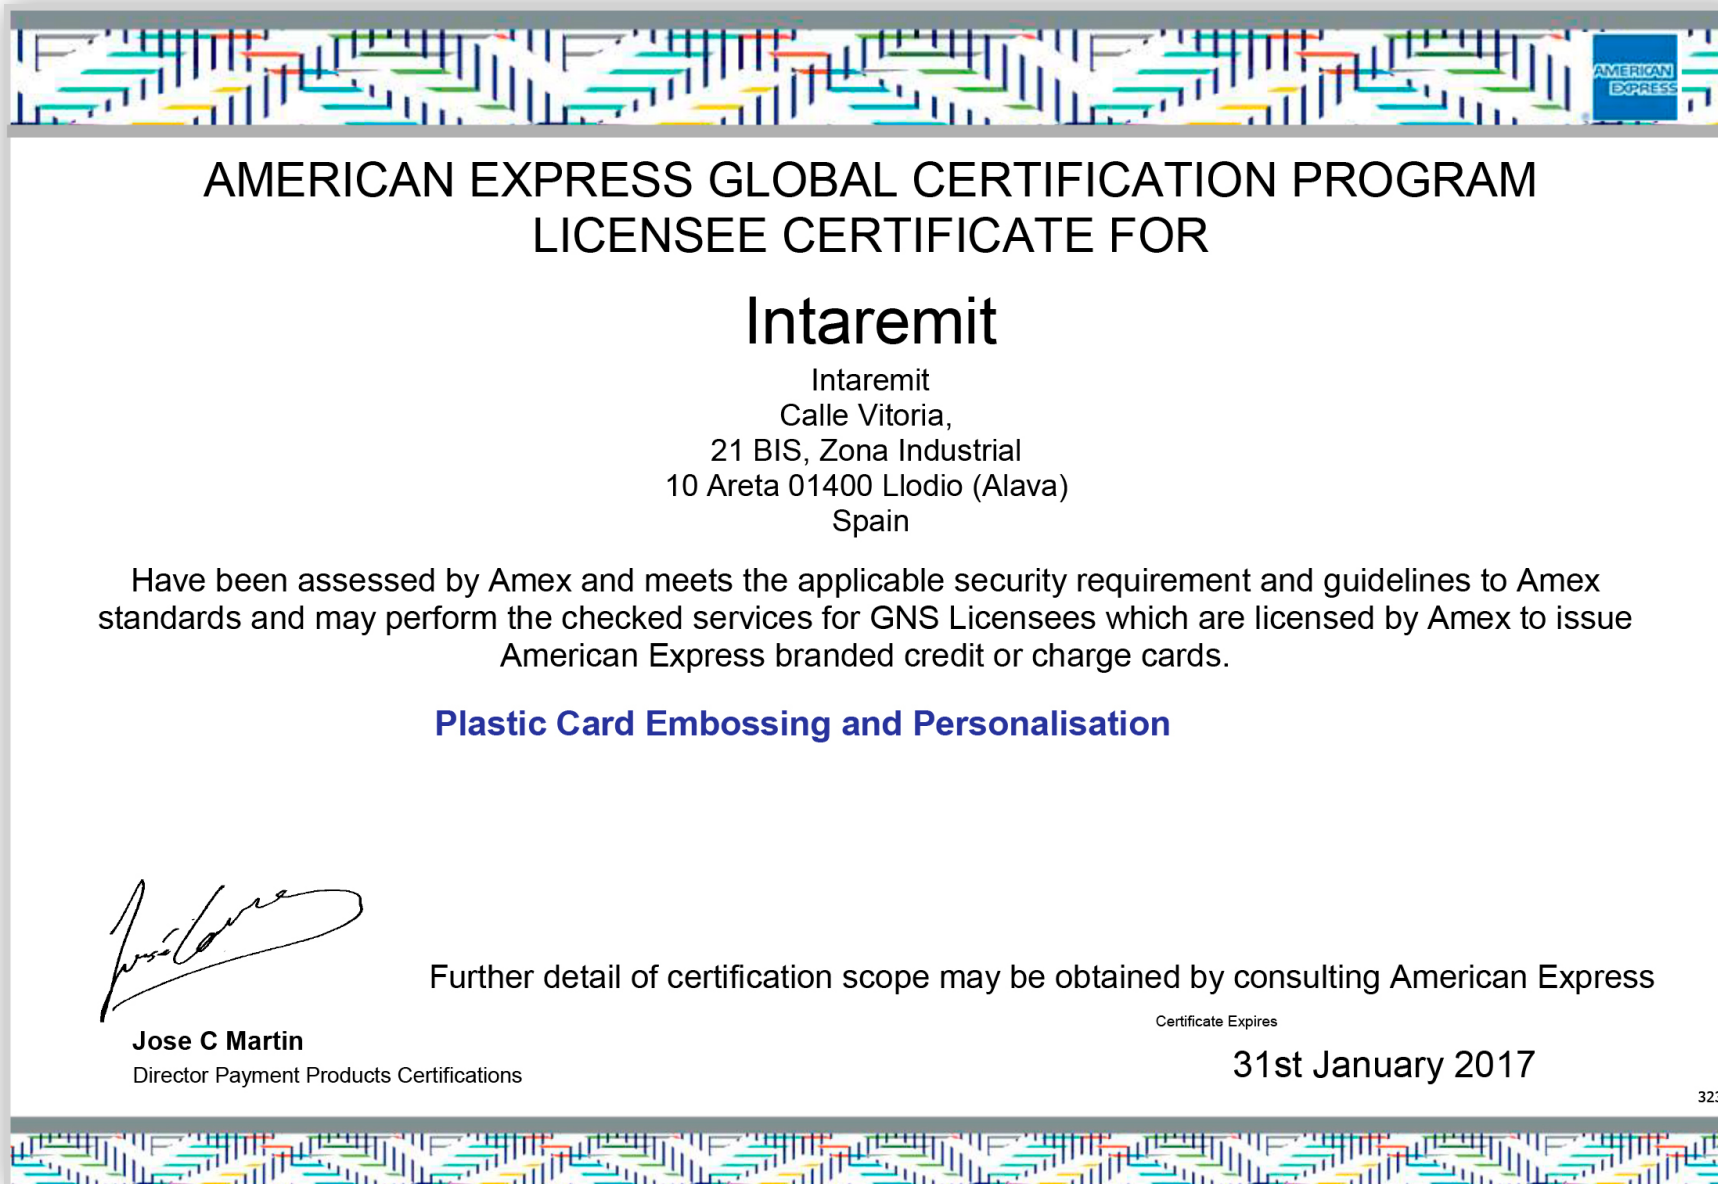 AMERICAN
EXPRESS
AMERICAN EXPRESS GLOBAL CERTIFICATION PROGRAM
LICENSEE CERTIFICATE FOR
Intaremit
Intaremit
Calle Vitoria,
21 BIS, Zona Industrial
10 Areta 01400 Llodio (Alava)
Spain
Have been assessed by Amex and meets the applicable security requirement and guidelines to Amex
standards and may perform the checked services for GNS Licensees which are licensed by Amex to issue
American Express branded credit or charge cards.
Plastic Card Embossing and Personalisation
Further detail of certification scope may be obtained by consulting American Express
Certificate Expires
Jose C Martin
31st January 2017
Director Payment Products Certifications
323